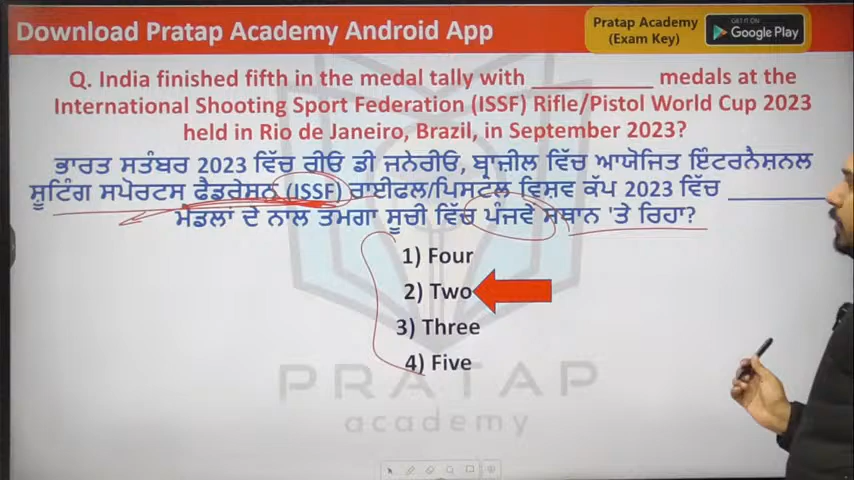 Download Pratap Academy Android App
Pratap Academy
(Exam Key)
GET IT ON
Google Play
Q. India finished fifth in the medal tally with __________ medals at the
International Shooting Sport Federation (ISSF) Rifle/Pistol World Cup 2023
held in Rio de Janeiro, Brazil, in September 2023?
ਭਾਰਤ ਸਤੰਬਰ 2023 ਵਿੱਚ ਰੀਓ ਡੀ ਜਨੇਰੀਓ, ਬ੍ਰਾਜ਼ੀਲ ਵਿੱਚ ਆਯੋਜਿਤ ਇੰਟਰਨੈਸ਼ਨਲ
ਸ਼ੂਟਿੰਗ ਸਪੋਰਟਸ ਫੈਡਰੇਸ਼ਨ (ISSF) ਰਾਈਫਲ/ਪਿਸਟਲ ਵਿਸ਼ਵ ਕੱਪ 2023 ਵਿੱਚ __________
ਮੈਡਲਾਂ ਦੇ ਨਾਲ ਤਮਗਾ ਸੂਚੀ ਵਿੱਚ ਪੰਜਵੇਂ ਸਥਾਨ 'ਤੇ ਰਿਹਾ?
1) Four
2) Two
3) Three
4) Five
PRATAP
academy